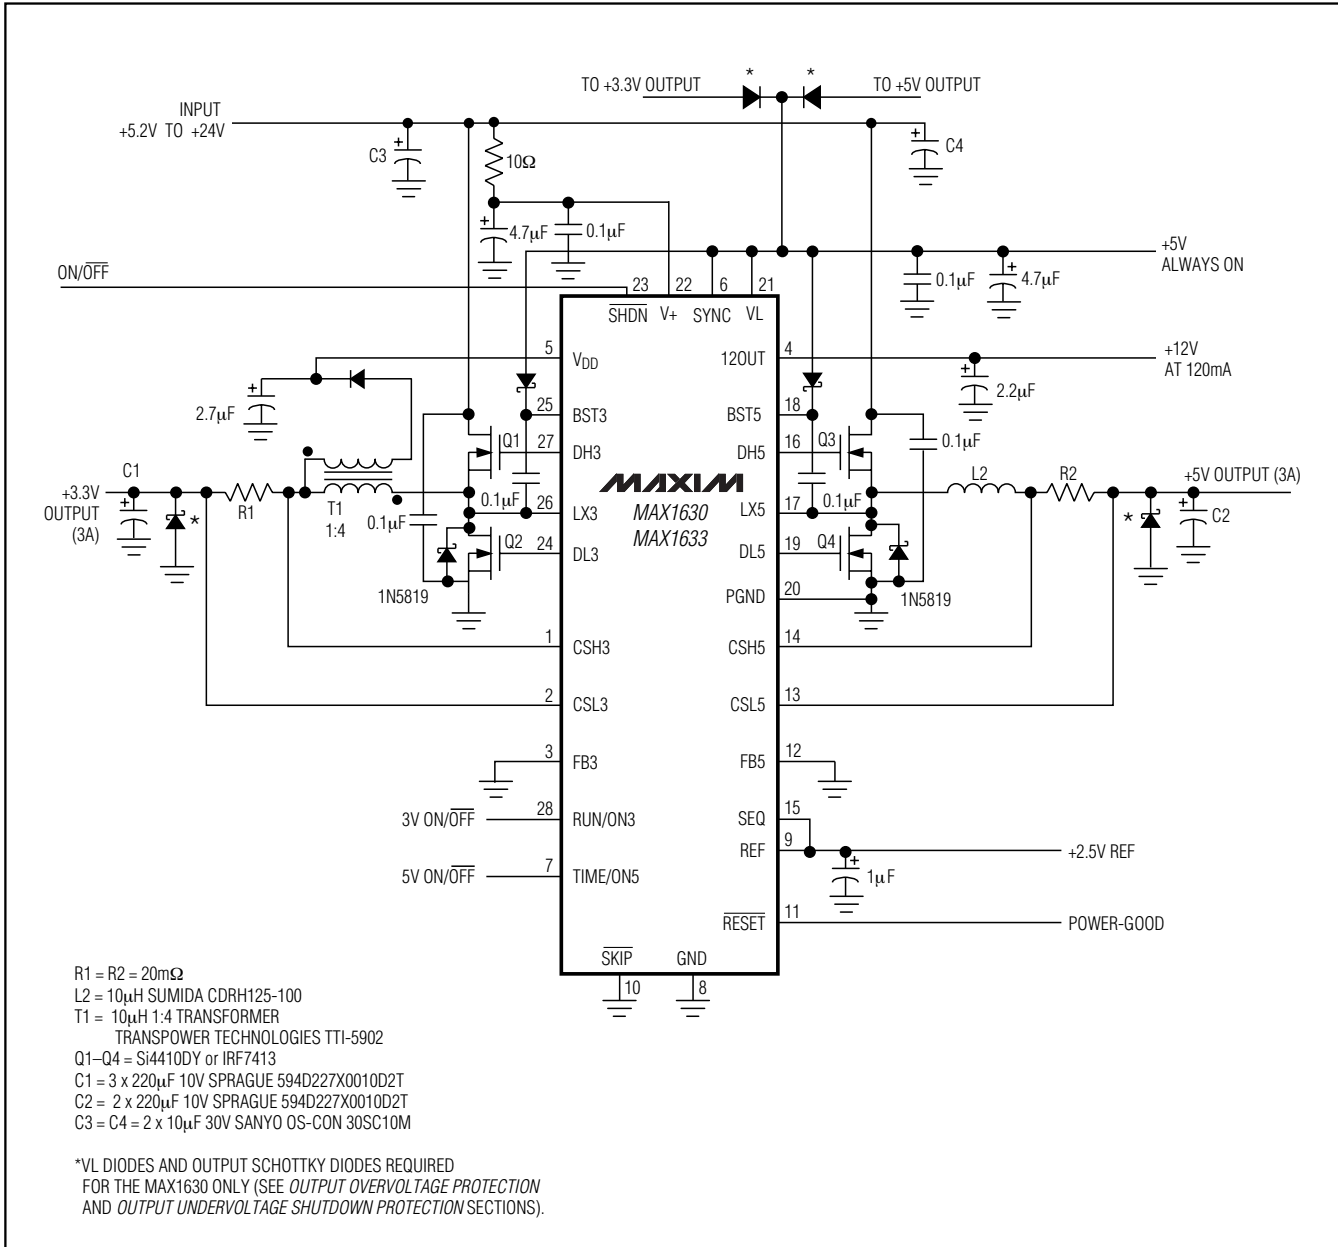 TO +3.3V OUTPUT
*
*
TO +5V OUTPUT
INPUT
+5.2V TO +24V
C3
+
10Ω
+
C4
+
4.7µF
0.1µF
+5V
ALWAYS ON
0.1µF
+
4.7µF
ON/OFF
23
22
6
21
SHDN
V+
SYNC
VL
5
VDD
12OUT
4
+12V
AT 120mA
+
2.7µF
+
2.2µF
25
BST3
BST5
18
Q1
27
DH3
DH5
16
Q3
0.1µF
C1
+3.3V
OUTPUT
(3A)
+
*
R1
T1
1:4
0.1µF
0.1µF
26
LX3
MAXIM
MAX1630
MAX1633
LX5
17
0.1µF
L2
R2
+5V OUTPUT (3A)
*
+
C2
Q2
24
DL3
DL5
19
Q4
1N5819
PGND
20
1N5819
1
CSH3
CSH5
14
2
CSL3
CSL5
13
3
FB3
FB5
12
3V ON/OFF
28
RUN/ON3
SEQ
15
REF
9
+2.5V REF
+
1µF
5V ON/OFF
7
TIME/ON5
RESET
11
POWER-GOOD
SKIP
GND
10
8
R1 = R2 = 20mΩ
L2 = 10µH SUMIDA CDRH125-100
T1 = 10µH 1:4 TRANSFORMER
TRANSPOWER TECHNOLOGIES TTI-5902
Q1–Q4 = Si4410DY or IRF7413
C1 = 3 x 220µF 10V SPRAGUE 594D227X0010D2T
C2 = 2 x 220µF 10V SPRAGUE 594D227X0010D2T
C3 = C4 = 2 x 10µF 30V SANYO OS-CON 30SC10M
*VL DIODES AND OUTPUT SCHOTTKY DIODES REQUIRED
FOR THE MAX1630 ONLY (SEE OUTPUT OVERVOLTAGE PROTECTION
AND OUTPUT UNDERVOLTAGE SHUTDOWN PROTECTION SECTIONS).